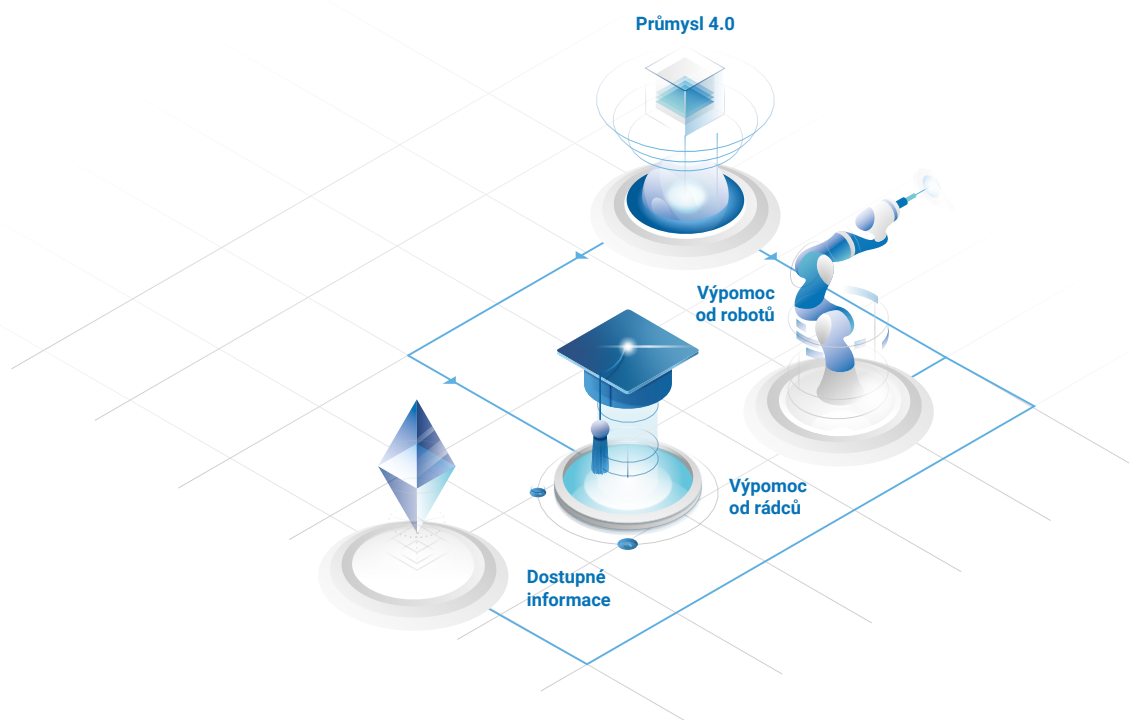 Průmysl 4.0
Výpomoc
od robotů
Výpomoc
od rádců
Dostupné
informace